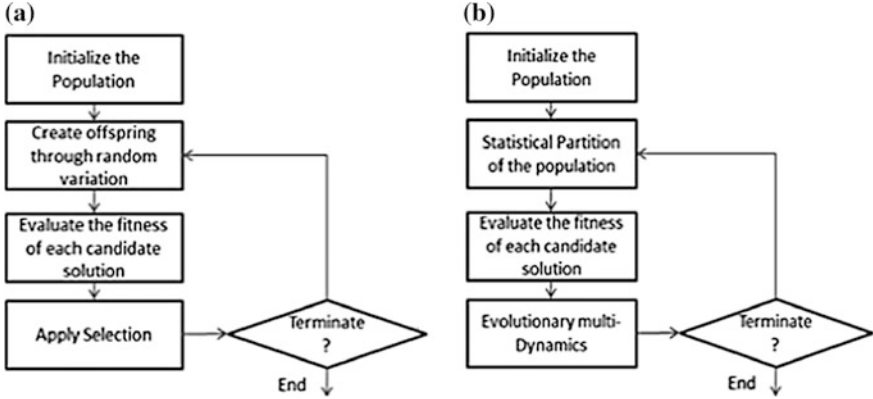 (a)
Initialize the
Population
Create offspring
through random
variation
Evaluate the fitness
of each candidate
solution
Apply Selection
Terminate
?
End
(b)
Initialize the
Population
Statistical Partition
of the population
Evaluate the fitness
of each candidate
solution
Evolutionary multi-
Dynamics
Terminate
?
End